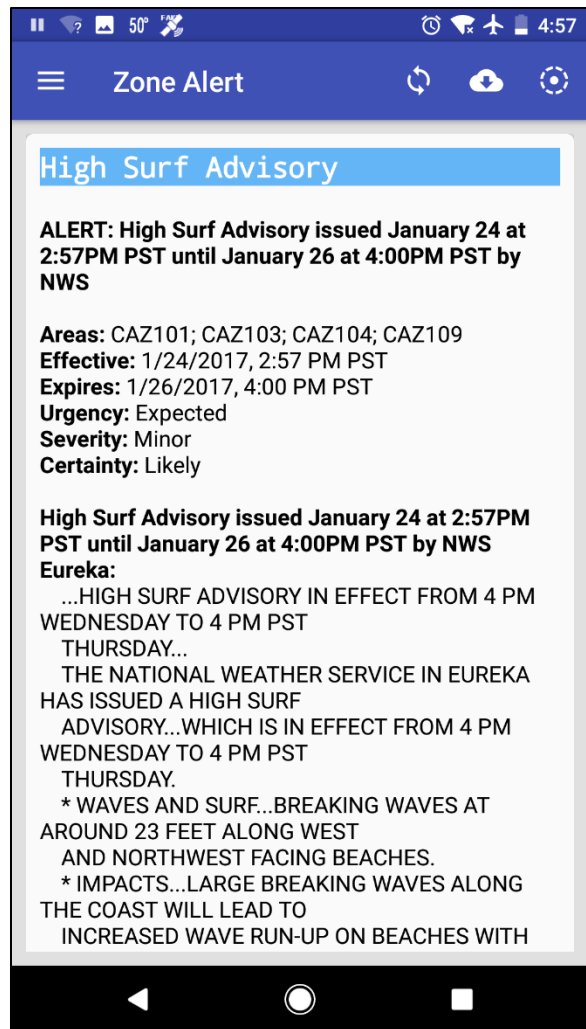 50° FAKE 4:57
Zone Alert
High Surf Advisory
ALERT: High Surf Advisory issued January 24 at
2:57PM PST until January 26 at 4:00PM PST by
NWS
Areas: CAZ101; CAZ103; CAZ104; CAZ109
Effective: 1/24/2017, 2:57 PM PST
Expires: 1/26/2017, 4:00 PM PST
Urgency: Expected
Severity: Minor
Certainty: Likely
High Surf Advisory issued January 24 at 2:57PM
PST until January 26 at 4:00PM PST by NWS
Eureka:
...HIGH SURF ADVISORY IN EFFECT FROM 4 PM
WEDNESDAY TO 4 PM PST
THURSDAY...
THE NATIONAL WEATHER SERVICE IN EUREKA
HAS ISSUED A HIGH SURF
ADVISORY...WHICH IS IN EFFECT FROM 4 PM
WEDNESDAY TO 4 PM PST
THURSDAY.
* WAVES AND SURF...BREAKING WAVES AT
AROUND 23 FEET ALONG WEST
AND NORTHWEST FACING BEACHES.
* IMPACTS...LARGE BREAKING WAVES ALONG
THE COAST WILL LEAD TO
INCREASED WAVE RUN-UP ON BEACHES WITH